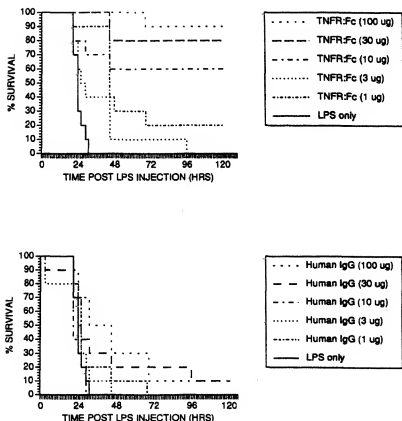 % SURVIVAL
100
90
80
70
60
50
40
30
20
10
0
0 24 48 72 96 120
TIME POST LPS INJECTION (HRS)
TNFR:Fc (100 ug)
TNFR:Fc (30 ug)
TNFR:Fc (10 ug)
TNFR:Fc (3 ug)
TNFR:Fc (1 ug)
LPS only
% SURVIVAL
100
90
80
70
60
50
40
30
20
10
0
0 24 48 72 96 120
TIME POST LPS INJECTION (HRS)
Human IgG (100 ug)
Human IgG (30 ug)
Human IgG (10 ug)
Human IgG (3 ug)
Human IgG (1 ug)
LPS only